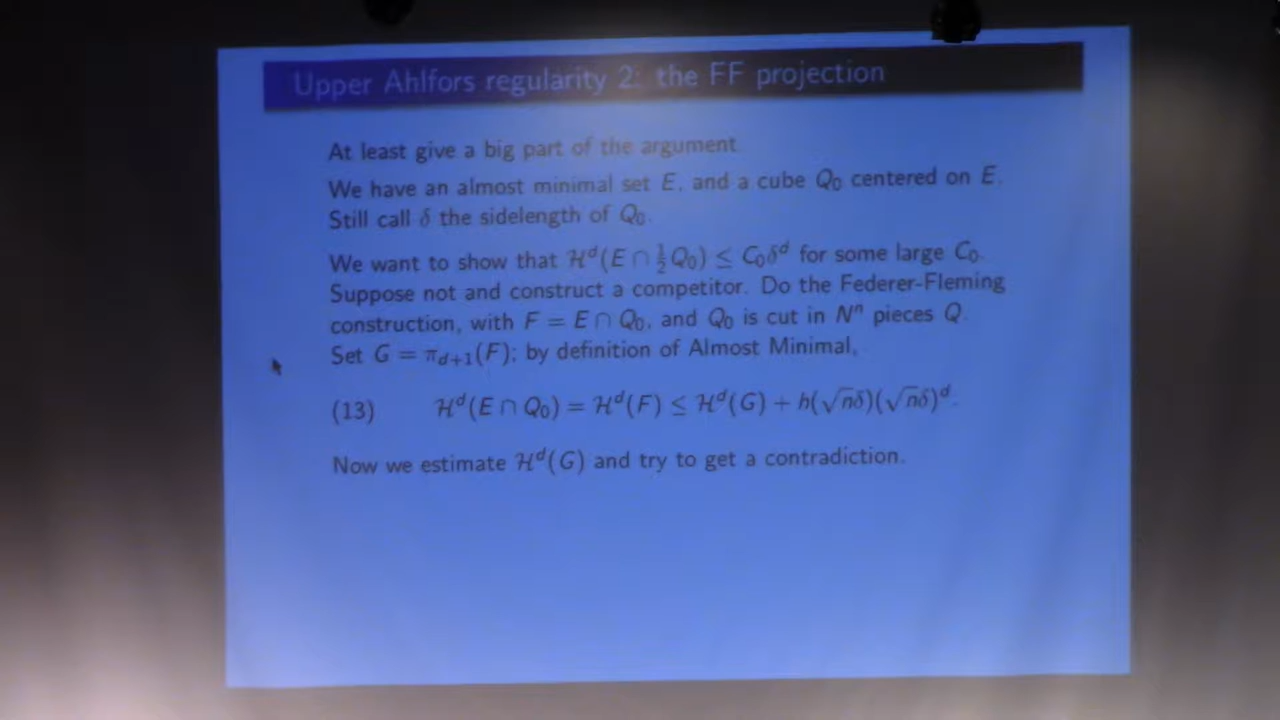 Upper Ahlfors regularity 2: the FF projection
At least give a big part of the argument
We have an almost minimal set E, and a cube Q₀ centered on E.
Still call δ the sidelength of Q₀.
We want to show that ℋᵈ(E ∩ ½Q₀) ≤ C₀δᵈ for some large C₀.
Suppose not and construct a competitor. Do the Federer-Fleming
construction, with F = E ∩ Q₀, and Q₀ is cut in Nⁿ pieces Q.
Set G = π_{d+1}(F); by definition of Almost Minimal,
(13) ℋᵈ(E ∩ Q₀) = ℋᵈ(F) ≤ ℋᵈ(G) + h(√nδ)(√nδ)ᵈ.
Now we estimate ℋᵈ(G) and try to get a contradiction.